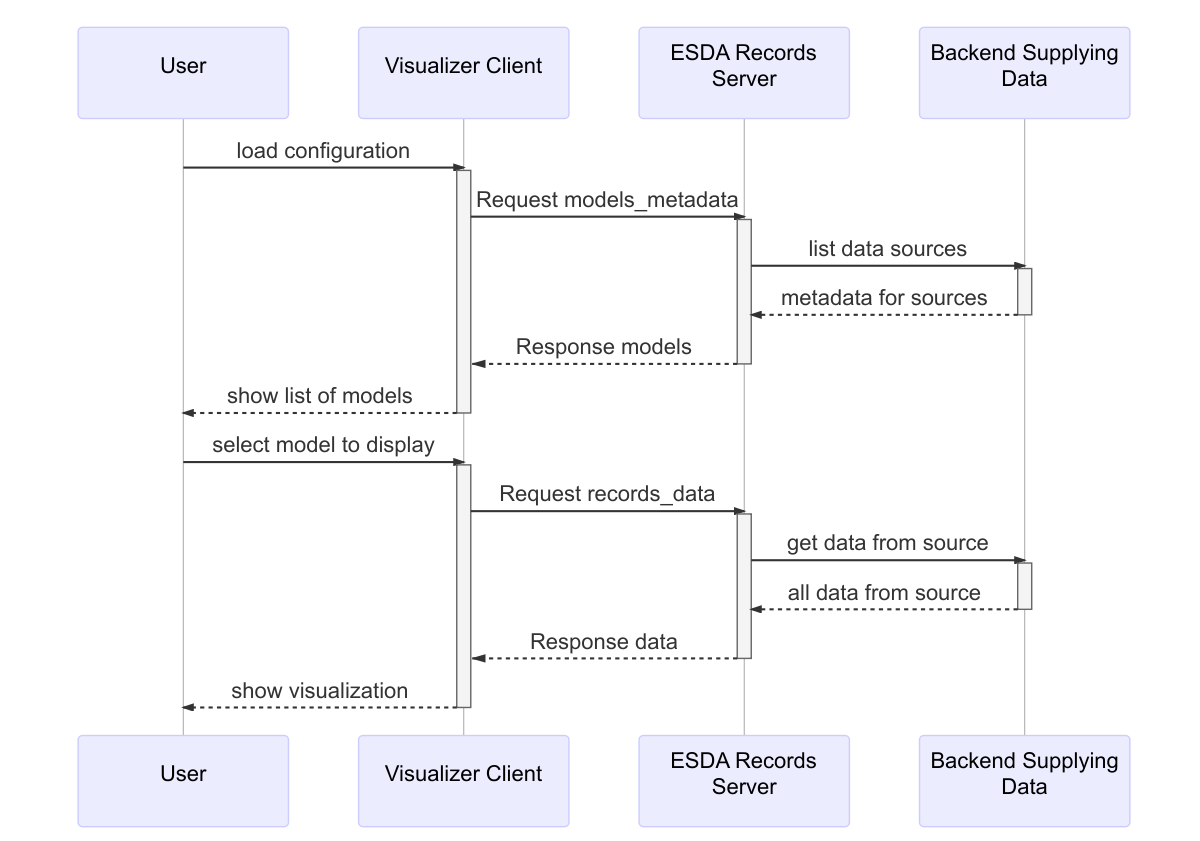 User
Visualizer Client
ESDA Records
Server
Backend Supplying
Data
load configuration
Request models_metadata
list data sources
metadata for sources
Response models
show list of models
select model to display
Request records_data
get data from source
all data from source
Response data
show visualization
User
Visualizer Client
ESDA Records
Server
Backend Supplying
Data